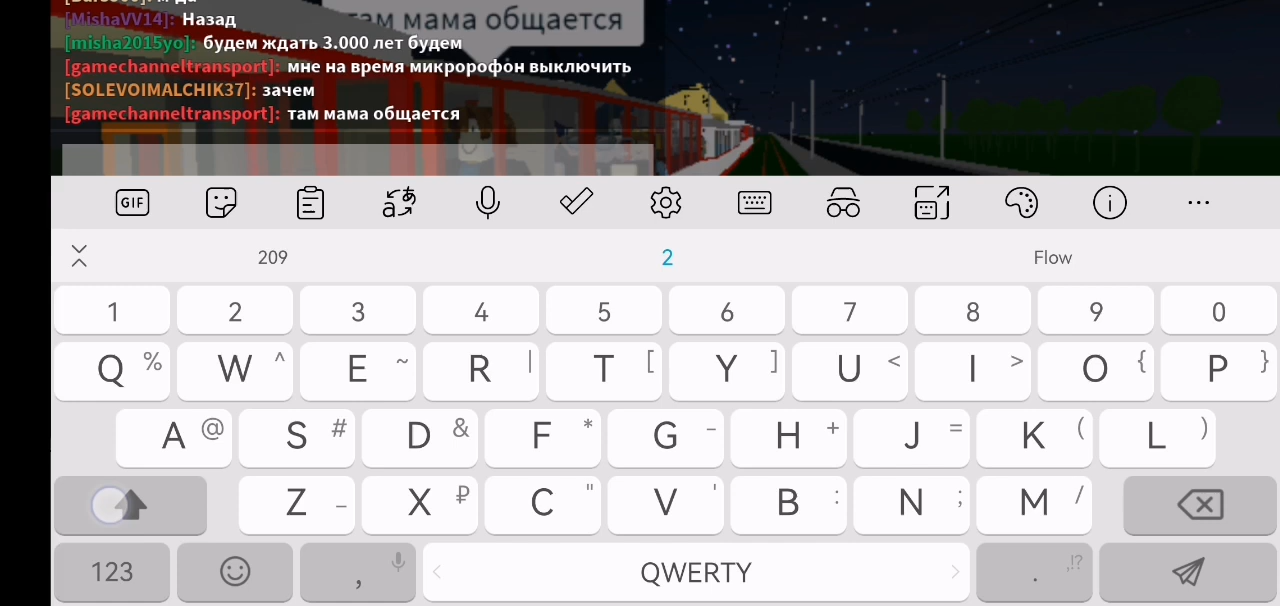 там мама общается
[MishaVV14]: Назад
[misha2015yo]: будем ждать 3.000 лет будем
[gamechanneltransport]: мне на время микрорфон выключить
[SOLEVOIMALCHIK37]: зачем
[gamechanneltransport]: там мама общается
GIF
209 2 Flow
1 2 3 4 5 6 7 8 9 0
Q % W ^ E ~ R | T [ Y ] U < I > O { P }
A @ S # D & F * G - H + J = K ( L )
Z _ X ₽ C " V ' B : N ; M /
123 , QWERTY . ,!?